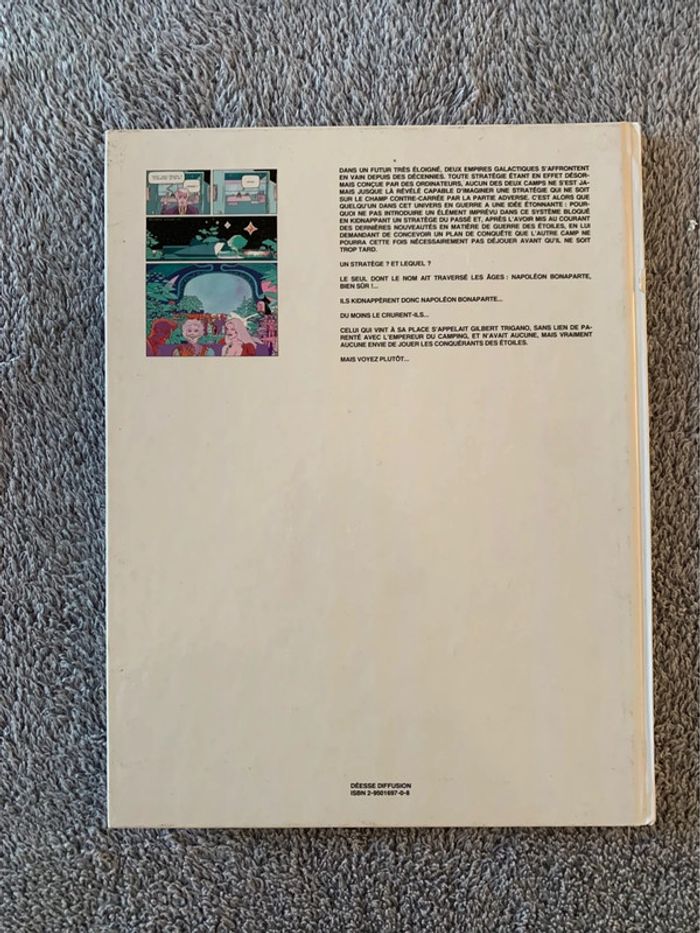 DANS UN FUTUR TRÈS ÉLOIGNÉ, DEUX EMPIRES GALACTIQUES S'AFFRONTENT
EN VAIN DEPUIS DES DÉCENNIES. TOUTE STRATÉGIE ÉTANT EN EFFET DÉSOR-
MAIS CONÇUE PAR DES ORDINATEURS, AUCUN DES DEUX CAMPS NE S'EST JA-
MAIS JUSQUE LÀ RÉVÉLÉ CAPABLE D'IMAGINER UNE STRATÉGIE QUI NE SOIT
SUR LE CHAMP CONTRE-CARRÉE PAR LA PARTIE ADVERSE. C'EST ALORS QUE
QUELQU'UN DANS CET UNIVERS EN GUERRE A UNE IDÉE ÉTONNANTE : POUR-
QUOI NE PAS INTRODUIRE UN ÉLÉMENT IMPRÉVU DANS CE SYSTÈME BLOQUÉ
EN KIDNAPPANT UN STRATÈGE DU PASSÉ ET, APRÈS L'AVOIR MIS AU COURANT
DES DERNIÈRES NOUVEAUTÉS EN MATIÈRE DE GUERRE DES ÉTOILES, EN LUI
DEMANDANT DE CONCEVOIR UN PLAN DE CONQUÊTE QUE L'AUTRE CAMP NE
POURRA CETTE FOIS NÉCESSAIREMENT PAS DÉJOUER AVANT QU'IL NE SOIT
TROP TARD.
UN STRATÈGE ? ET LEQUEL ?
LE SEUL DONT LE NOM AIT TRAVERSÉ LES ÂGES : NAPOLÉON BONAPARTE,
BIEN SÛR !...
ILS KIDNAPPÈRENT DONC NAPOLÉON BONAPARTE...
DU MOINS LE CRURENT-ILS...
CELUI QUI VINT À SA PLACE S'APPELAIT GILBERT TRIGANO, SANS LIEN DE PA-
RENTÉ AVEC L'EMPEREUR DU CAMPING, ET N'AVAIT AUCUNE, MAIS VRAIMENT
AUCUNE ENVIE DE JOUER LES CONQUÉRANTS DES ÉTOILES.
MAIS VOYEZ PLUTÔT...
DÉESSE DIFFUSION
ISBN 2-9501697-0-8